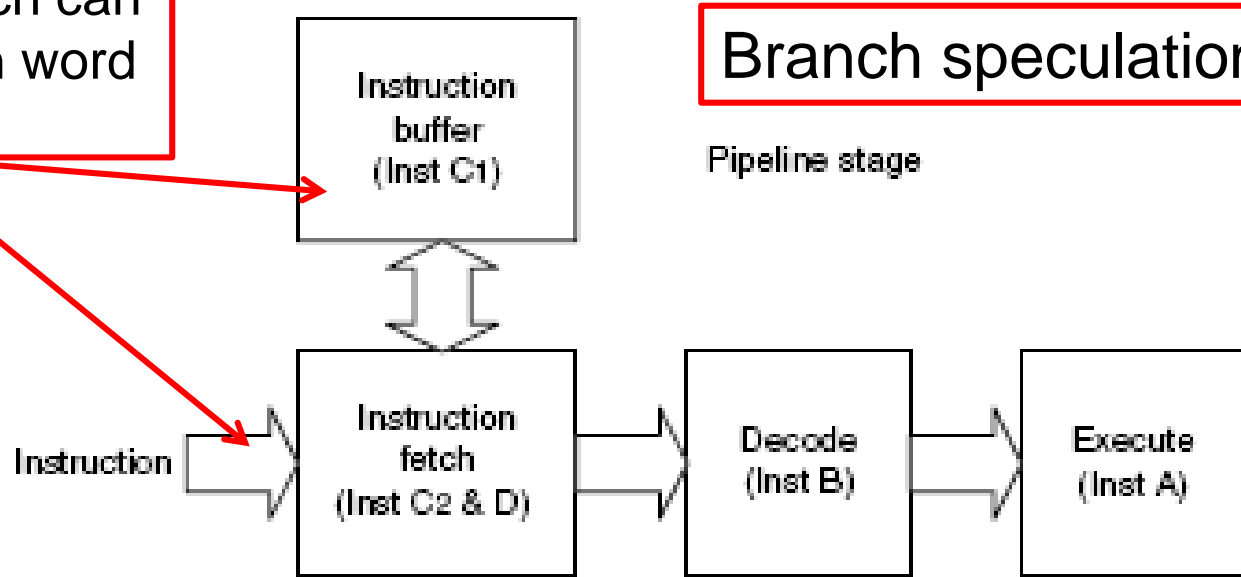 ch can
word
Branch speculation
Instruction
buffer
(Inst C1)
Pipeline stage
Instruction
Instruction
fetch
(Inst C2 & D)
Decode
(Inst B)
Execute
(Inst A)